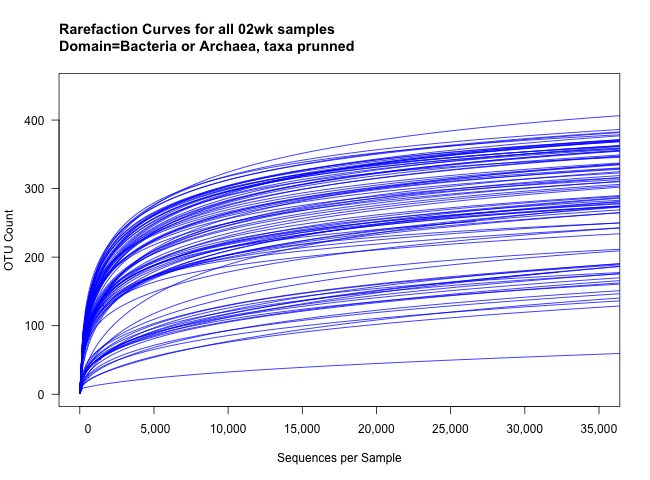 Rarefaction Curves for all 02wk samples
Domain=Bacteria or Archaea, taxa prunned
400
300
200
100
0
OTU Count
0 5,000 10,000 15,000 20,000 25,000 30,000 35,000
Sequences per Sample